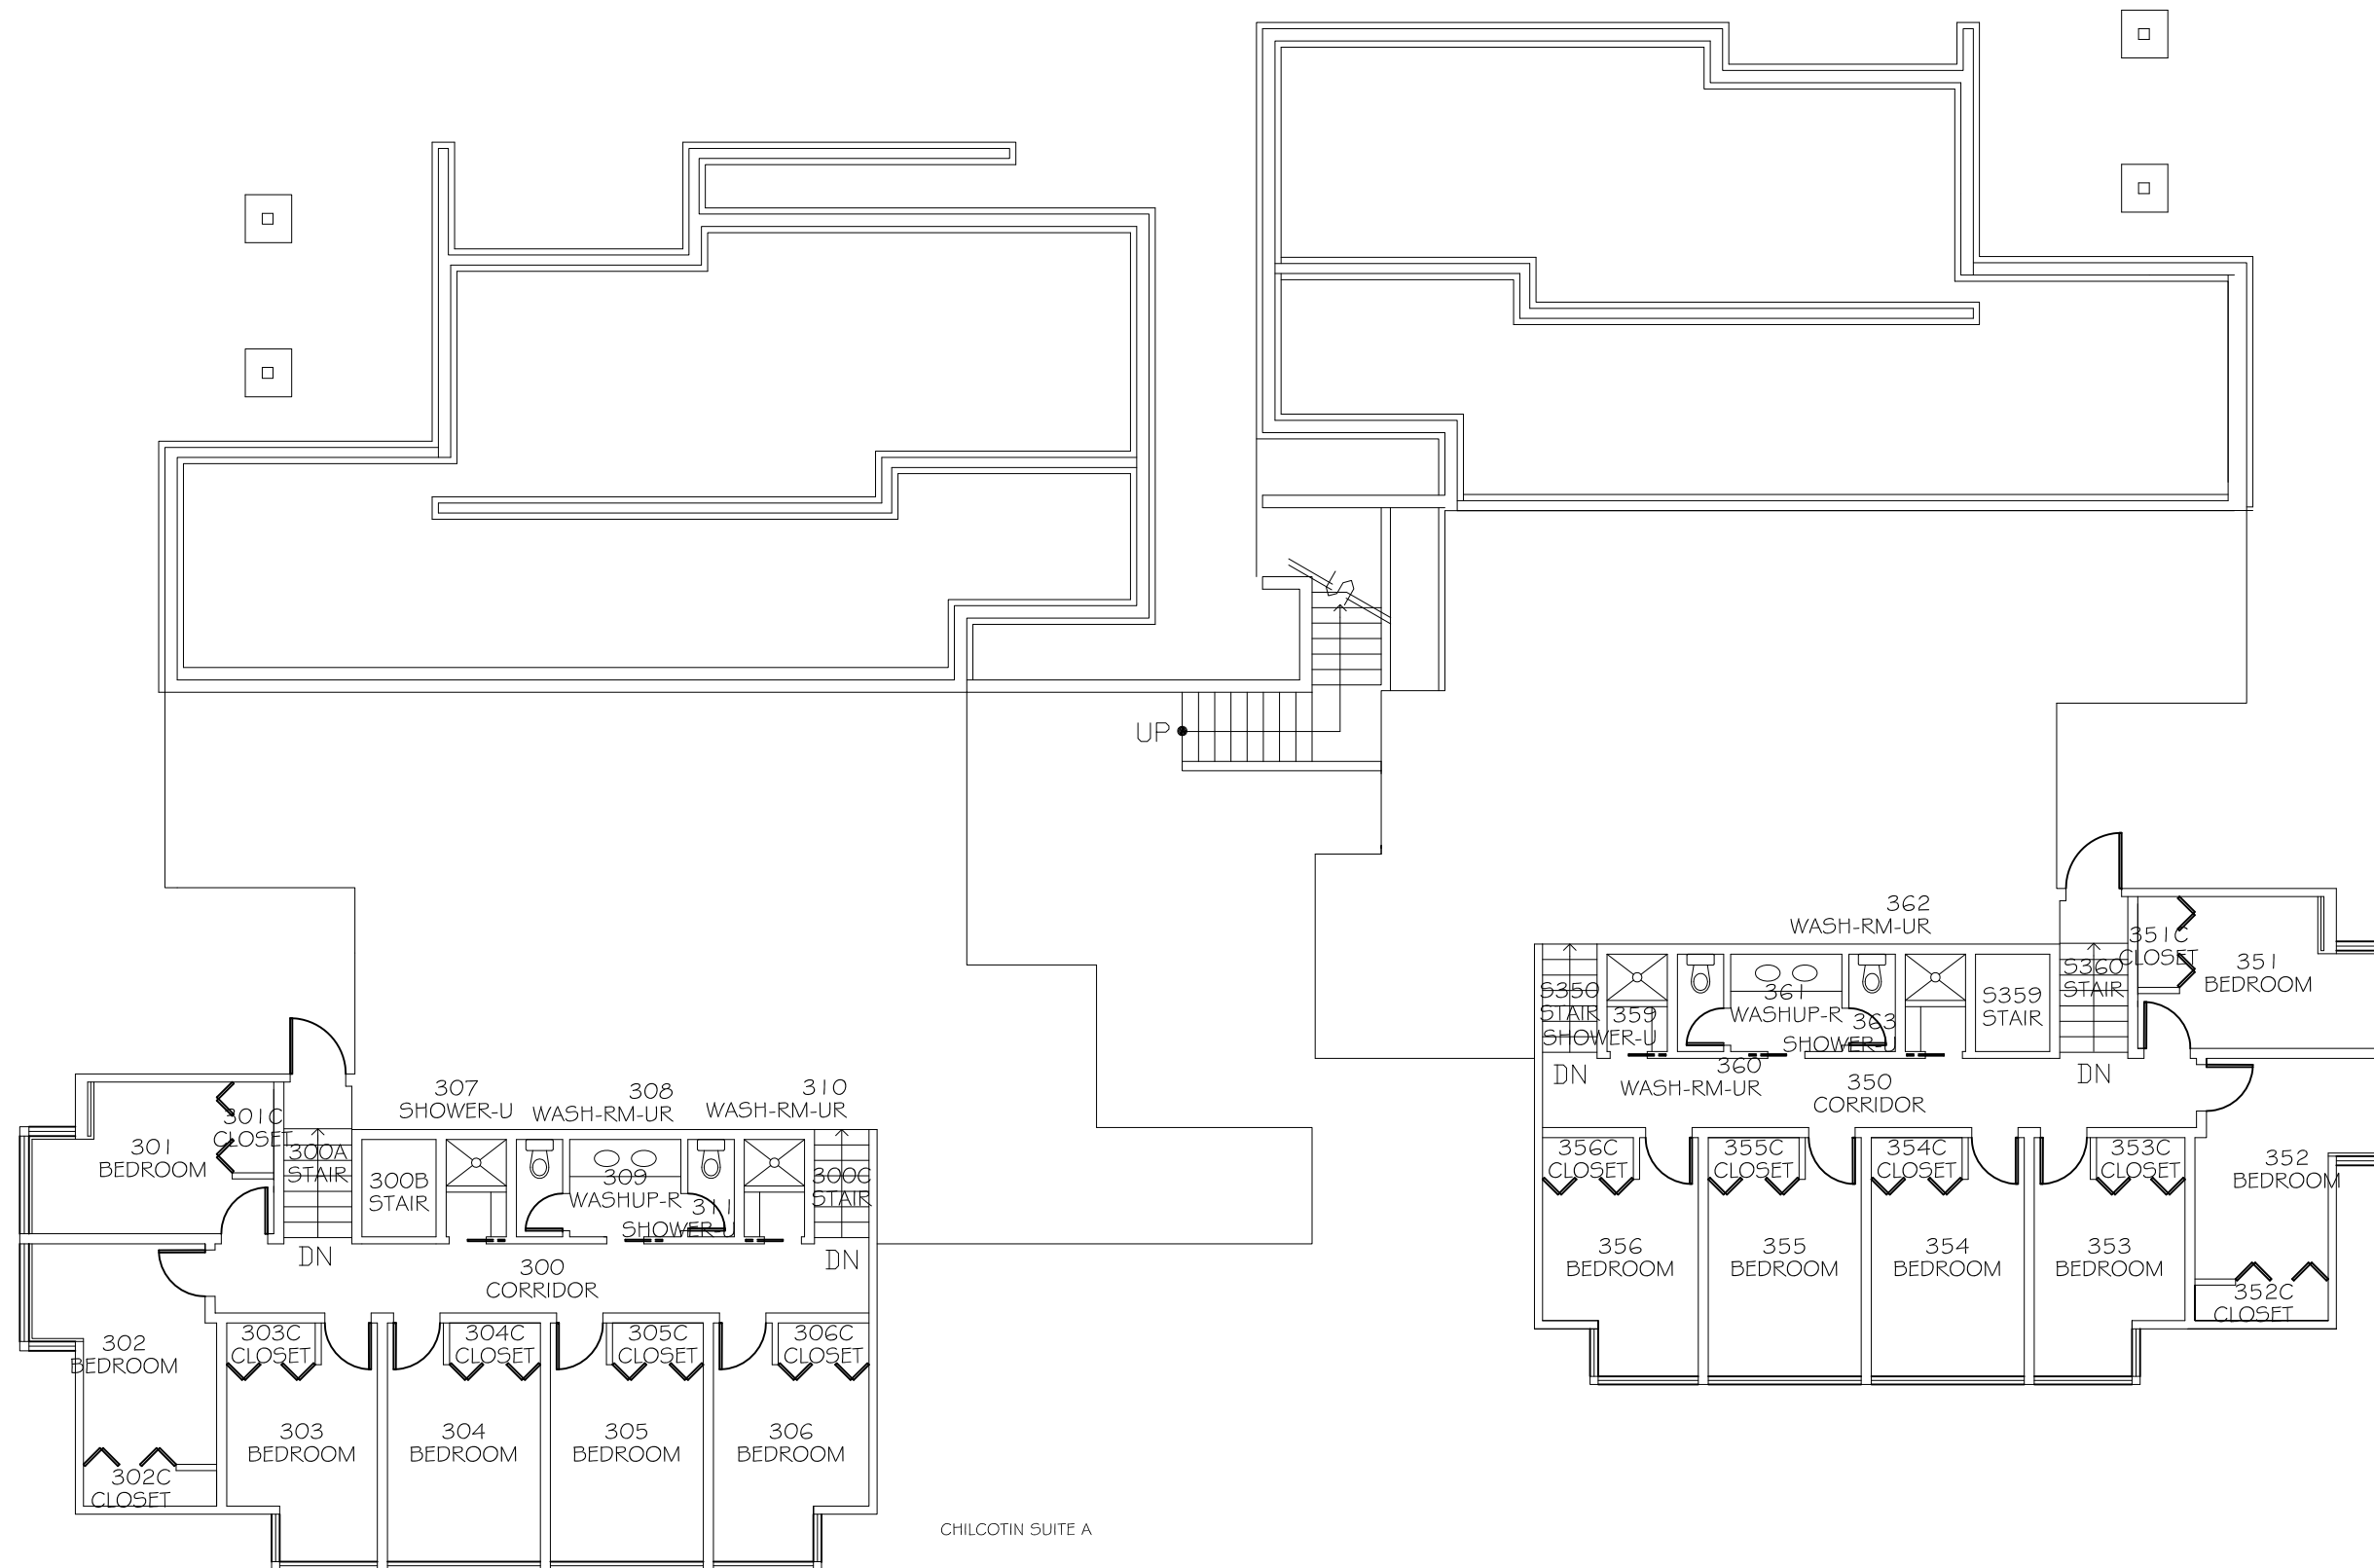 UP
362
WASH-RM-UR
351C
CLOSET
351
BEDROOM
S360
STAIR
S350
STAIR
359
SHOWER-U
361
WASHUP-R
363
SHOWER-U
S359
STAIR
360
WASH-RM-UR
DN
350
CORRIDOR
DN
307
SHOWER-U
308
WASH-RM-UR
310
WASH-RM-UR
301C
CLOSET
301
BEDROOM
300A
STAIR
300B
STAIR
309
WASHUP-R
311
SHOWER-U
300C
STAIR
356C
CLOSET
355C
CLOSET
354C
CLOSET
353C
CLOSET
352
BEDROOM
DN
300
CORRIDOR
DN
356
BEDROOM
355
BEDROOM
354
BEDROOM
353
BEDROOM
352C
CLOSET
302
BEDROOM
303C
CLOSET
304C
CLOSET
305C
CLOSET
306C
CLOSET
303
BEDROOM
304
BEDROOM
305
BEDROOM
306
BEDROOM
302C
CLOSET
CHILCOTIN SUITE A